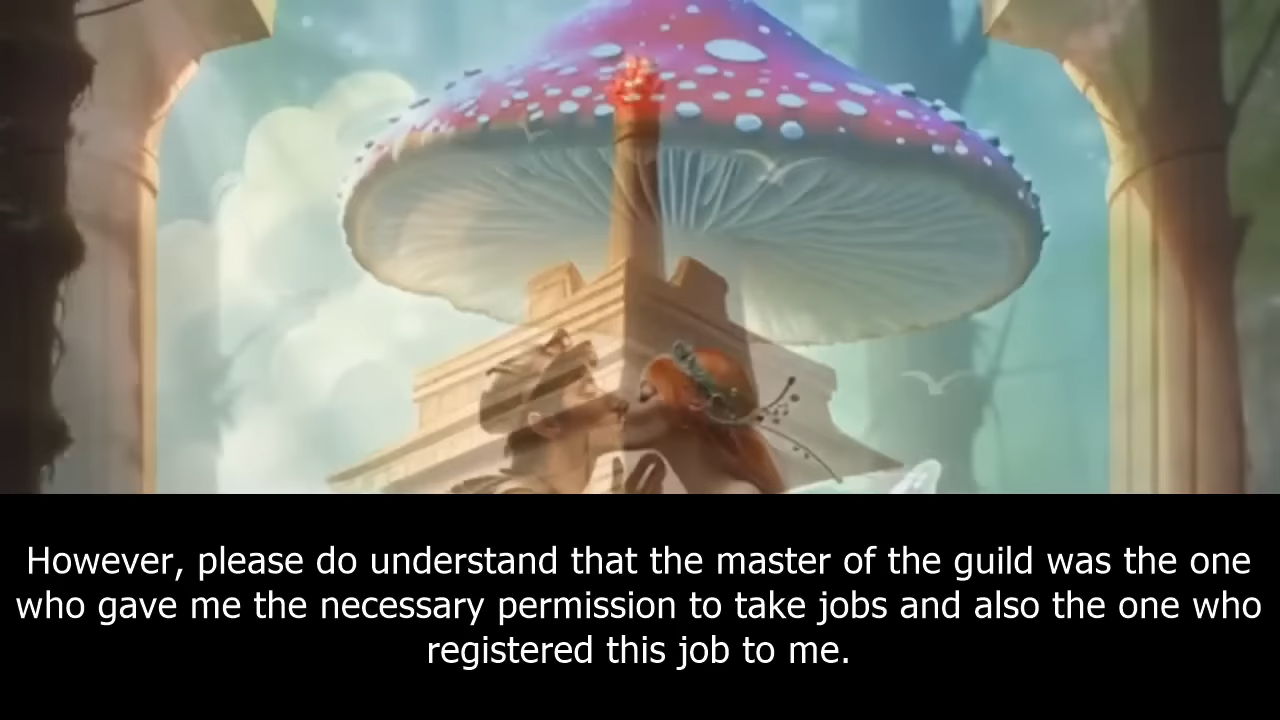 However, please do understand that the master of the guild was the one
who gave me the necessary permission to take jobs and also the one who
registered this job to me.